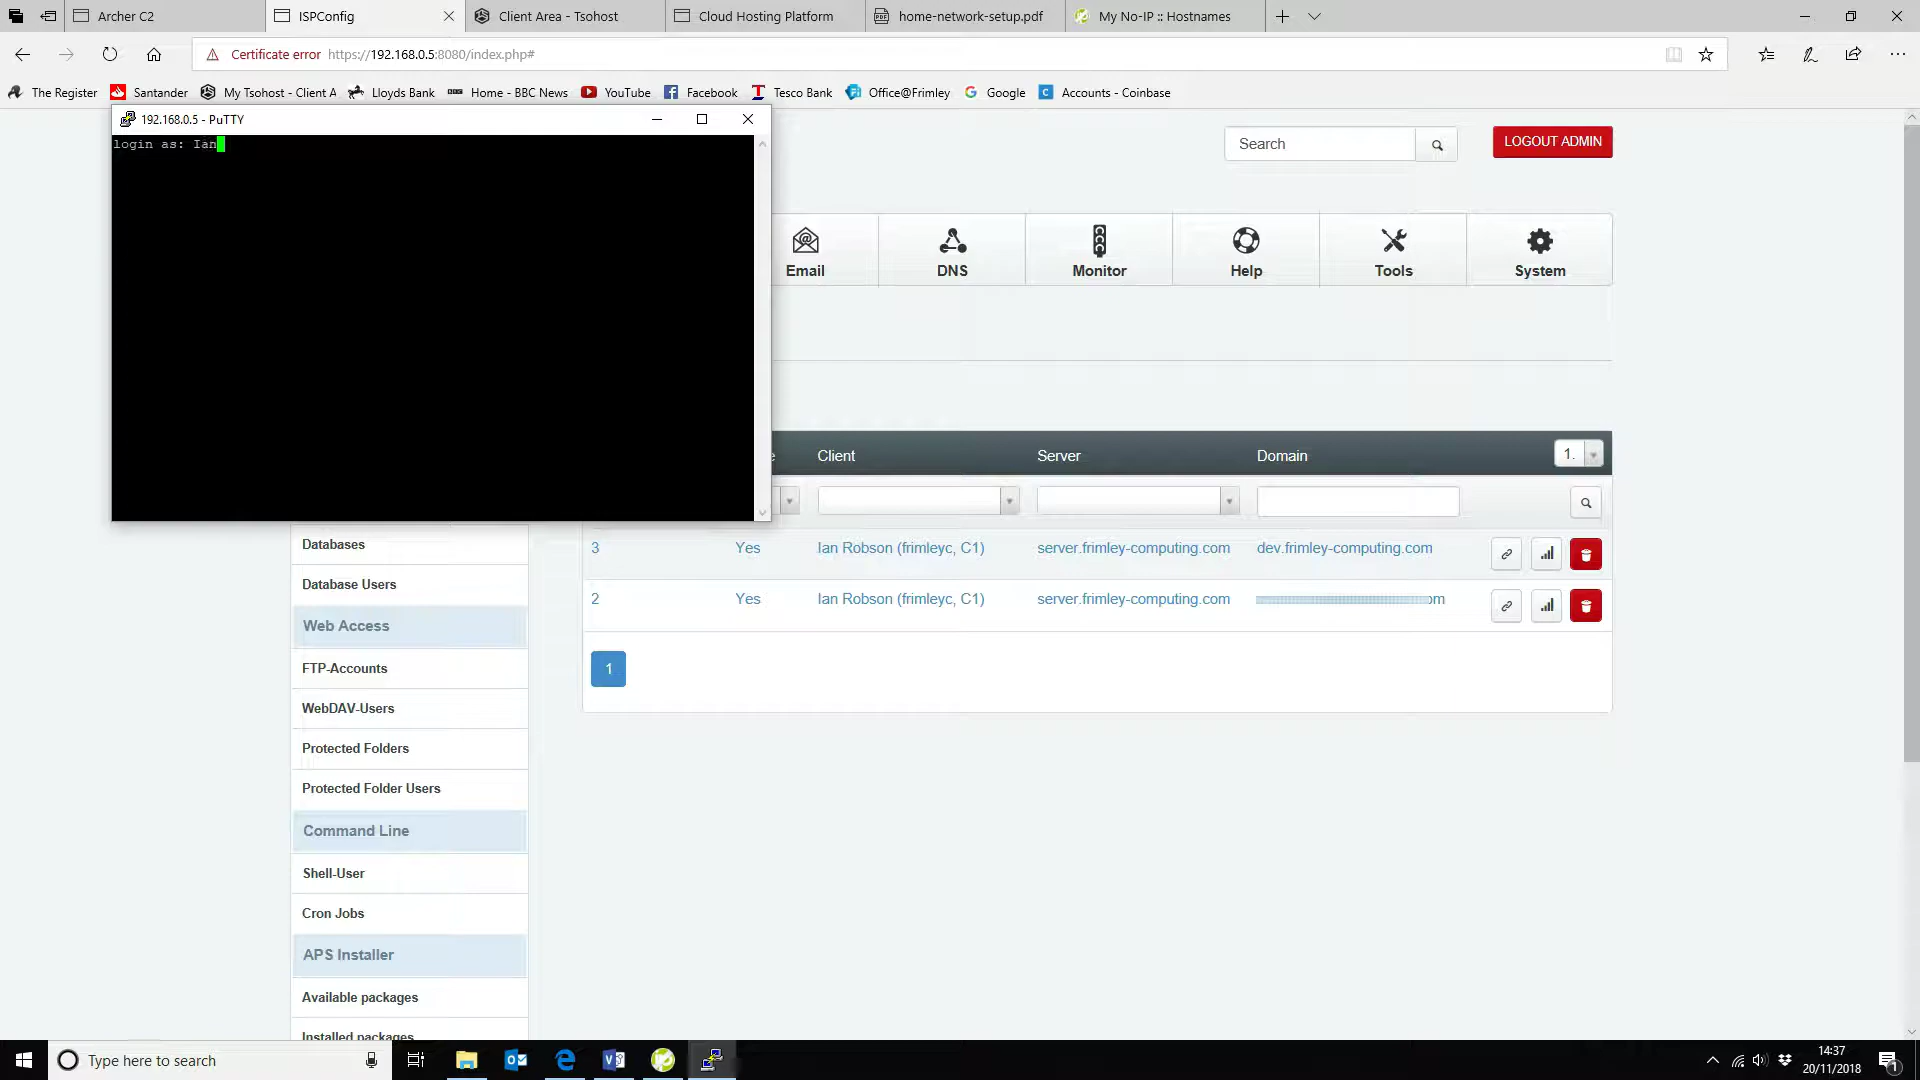 Archer C2
ISPConfig
Client Area - Tsohost
Cloud Hosting Platform
home-network-setup.pdf
My No-IP :: Hostnames
Certificate error https://192.168.0.5:8080/index.php#
The Register
Santander
My Tsohost - Client A
Lloyds Bank
Home - BBC News
YouTube
Facebook
Tesco Bank
Office@Frimley
Google
Accounts - Coinbase
192.168.0.5 - PuTTY
login as: Ian
Search
LOGOUT ADMIN
Email
DNS
Monitor
Help
Tools
System
Client
Server
Domain
1.
3 Yes Ian Robson (frimleyc, C1) server.frimley-computing.com dev.frimley-computing.com
2 Yes Ian Robson (frimleyc, C1) server.frimley-computing.com
1
Databases
Database Users
Web Access
FTP-Accounts
WebDAV-Users
Protected Folders
Protected Folder Users
Command Line
Shell-User
Cron Jobs
APS Installer
Available packages
Installed packages
Type here to search
14:37
20/11/2018
1